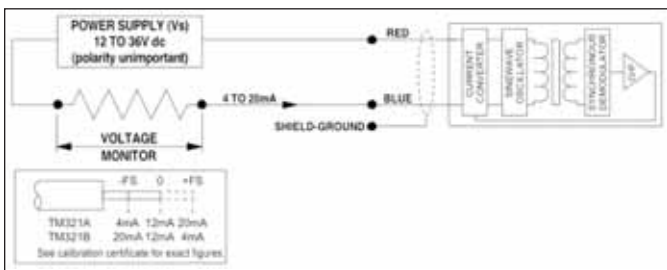 POWER SUPPLY (Vs)
12 TO 36V dc
(polarity unimportant)
RED
4 TO 20mA
BLUE
SHIELD-GROUND
VOLTAGE
MONITOR
CURRENT
CONVERTER
SINEWAVE
OSCILLATOR
SYNCHRONOUS
DEMODULATOR
-FS 0 +FS
TM321A 4mA 12mA 20mA
TM321B 20mA 12mA 4mA
See calibration certificate for exact figures.